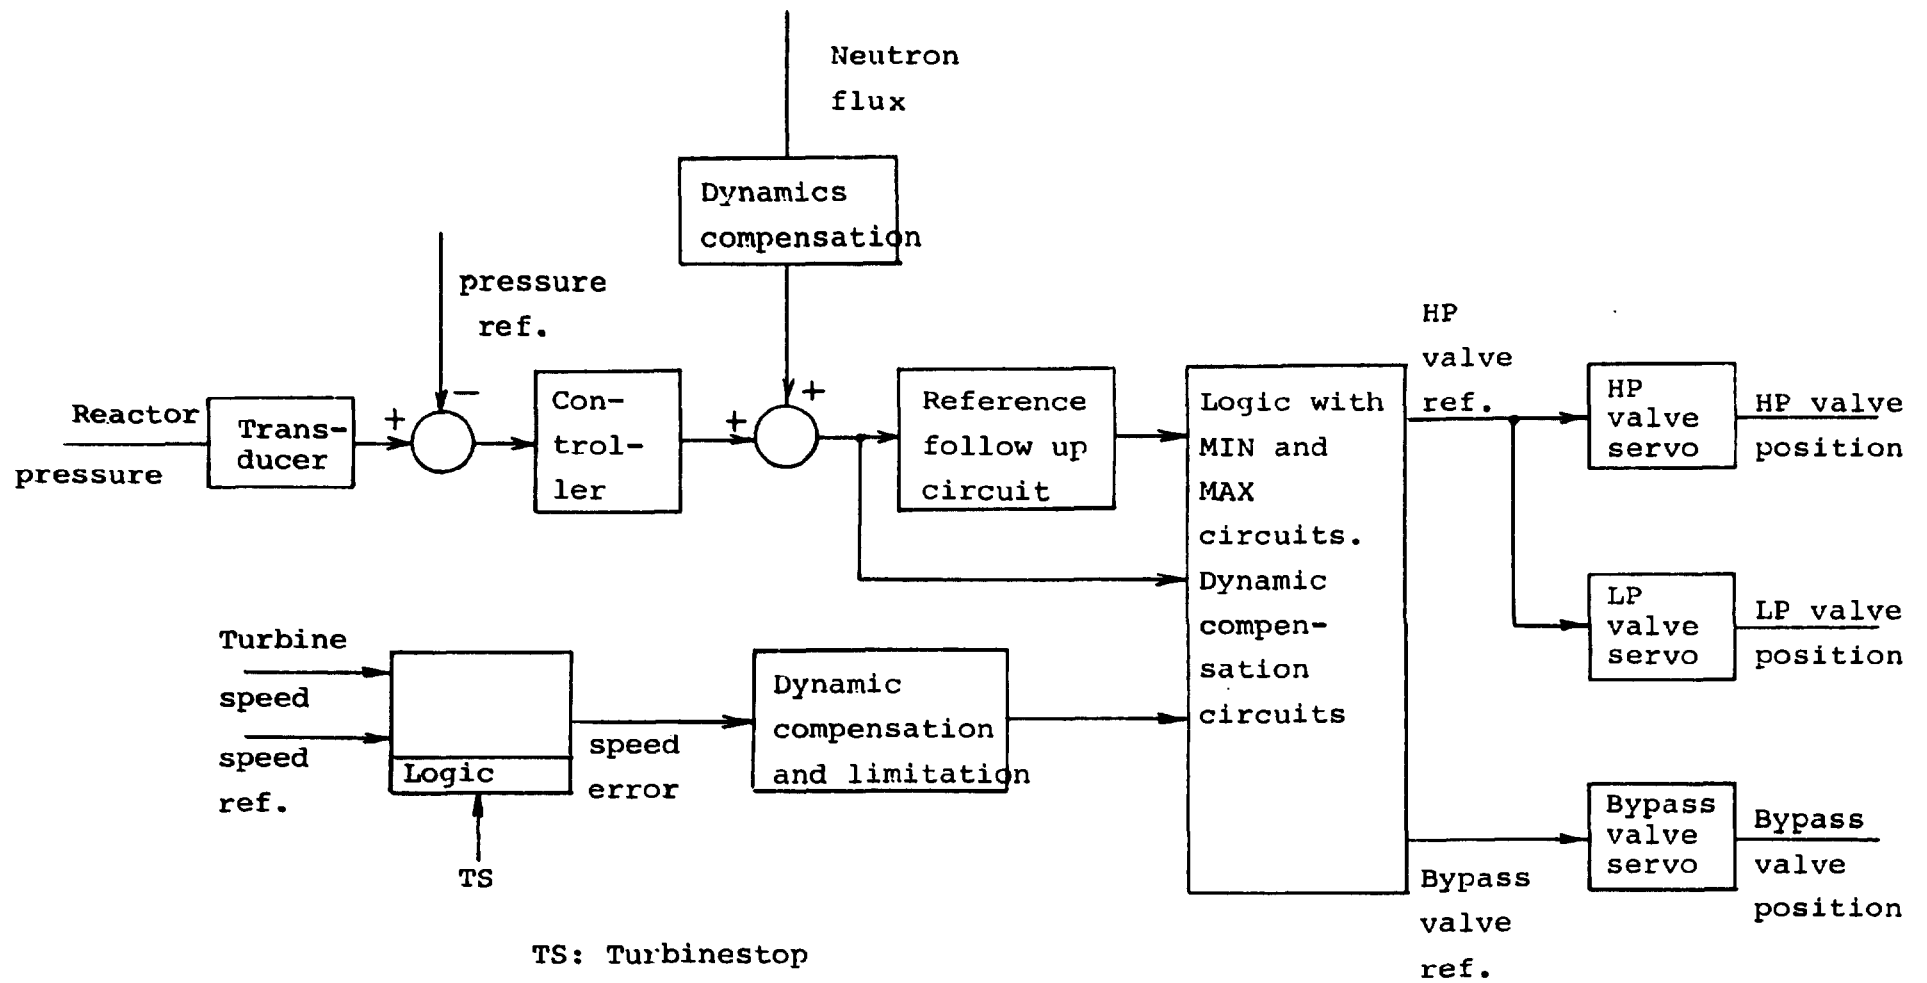 Neutron
flux
Dynamics
compensation
pressure
ref.
−
+
Reactor
pressure
Trans-
ducer
+
Con-
trol-
ler
+
Reference
follow up
circuit
Logic with
MIN and
MAX
circuits.
Dynamic
compen-
sation
circuits
HP
valve
ref.
HP
valve
servo
HP valve
position
LP
valve
servo
LP valve
position
Turbine
speed
speed
ref.
Logic
TS
speed
error
Dynamic
compensation
and limitation
Bypass
valve
ref.
Bypass
valve
servo
Bypass
valve
position
TS: Turbinestop